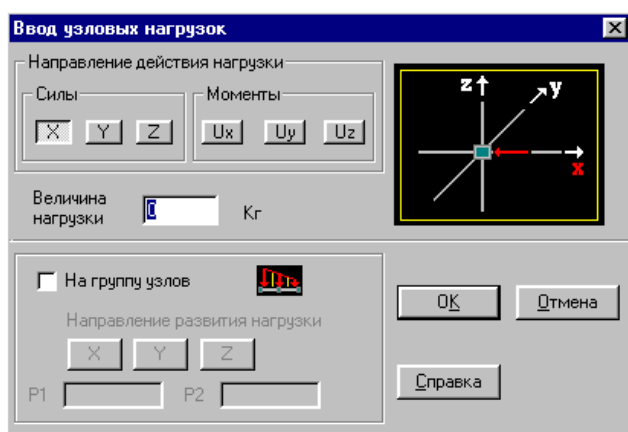 Ввод узловых нагрузок
Направление действия нагрузки
Силы
Моменты
X Y Z
Ux Uy Uz
z
y
x
Величина
нагрузки
0
Кг
На группу узлов
Направление развития нагрузки
X Y Z
P1
P2
OK
Отмена
Справка